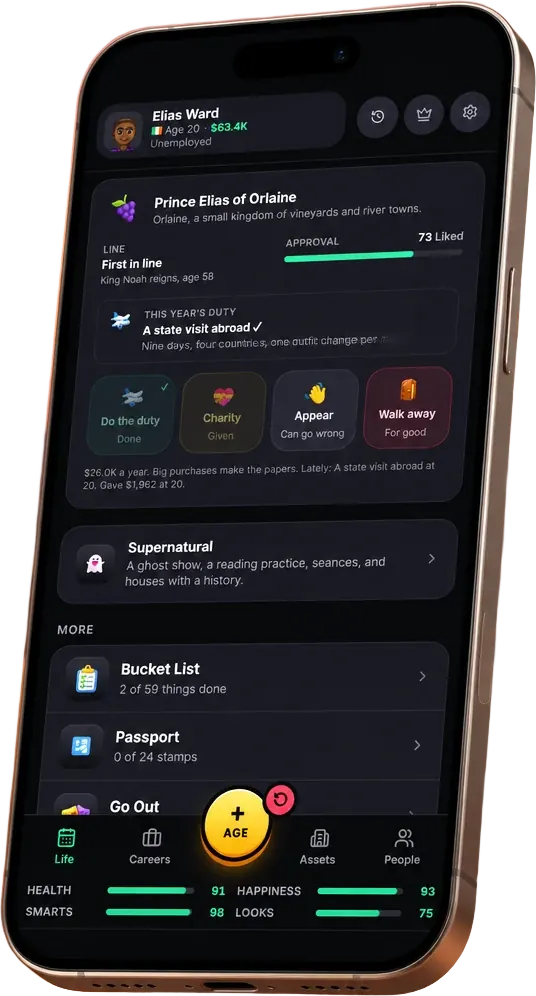 Elias Ward
Age 20 · $63.4K
Unemployed
Prince Elias of Orlaine
Orlaine, a small kingdom of vineyards and river towns.
LINE
First in line
King Noah reigns, age 58
APPROVAL
73 Liked
THIS YEAR'S DUTY
A state visit abroad ✓
Nine days, four countries, one outfit change per
Do the duty
Done
Charity
Given
Appear
Can go wrong
Walk away
For good
$26.0K a year. Big purchases make the papers. Lately: A state visit abroad at
20. Gave $1,962 at 20.
Supernatural
A ghost show, a reading practice, seances, and
houses with a history.
MORE
Bucket List
2 of 59 things done
Passport
0 of 24 stamps
Go Out
+
AGE
Life
Careers
Assets
People
HEALTH 91 HAPPINESS 93
SMARTS 98 LOOKS 75